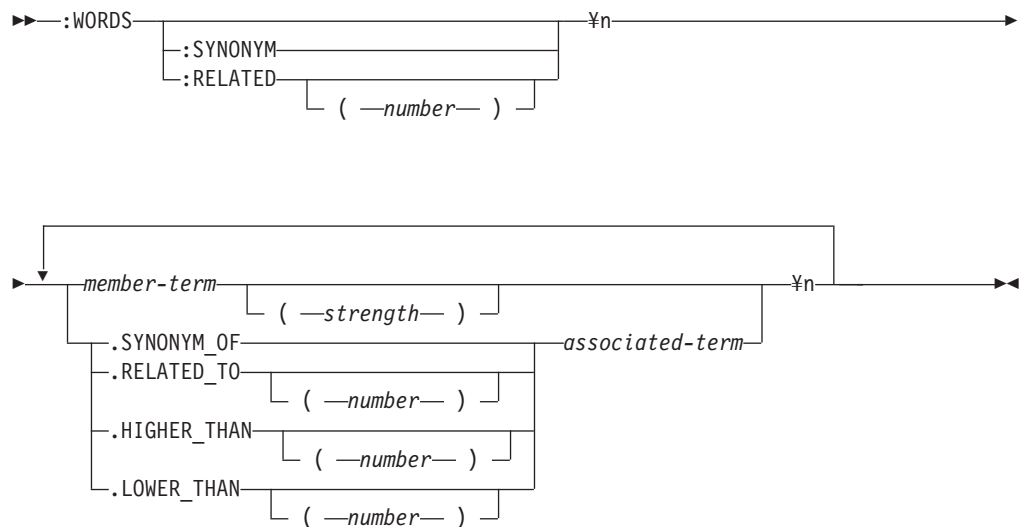 :WORDS ¥n
:SYNONYM
:RELATED
( number )
member-term ¥n
( strength )
.SYNONYM_OF associated-term
.RELATED_TO
( number )
.HIGHER_THAN
( number )
.LOWER_THAN
( number )